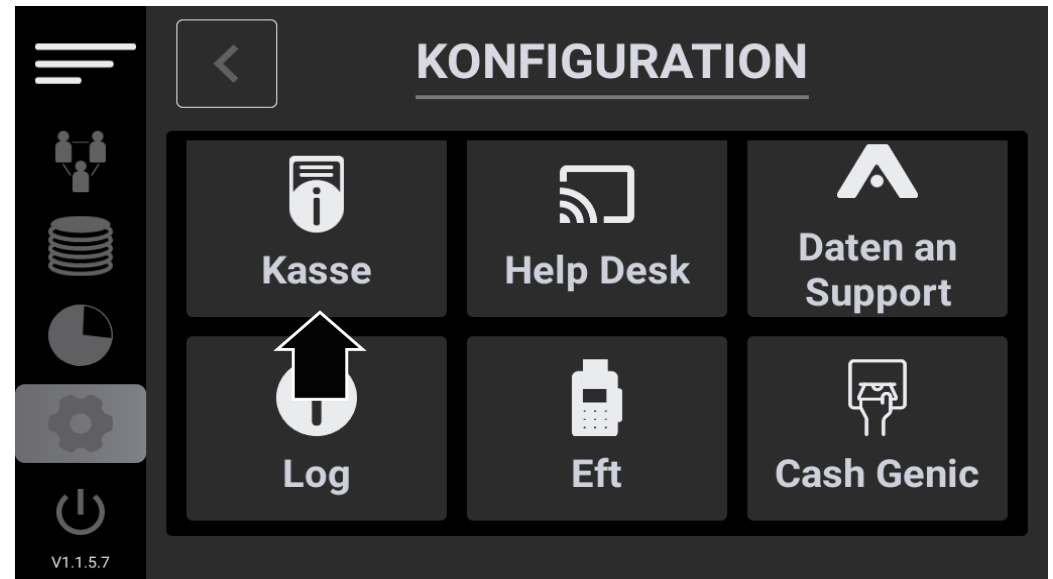 KONFIGURATION
Kasse
Help Desk
Daten an
Support
Log
Eft
Cash Genic
V1.1.5.7